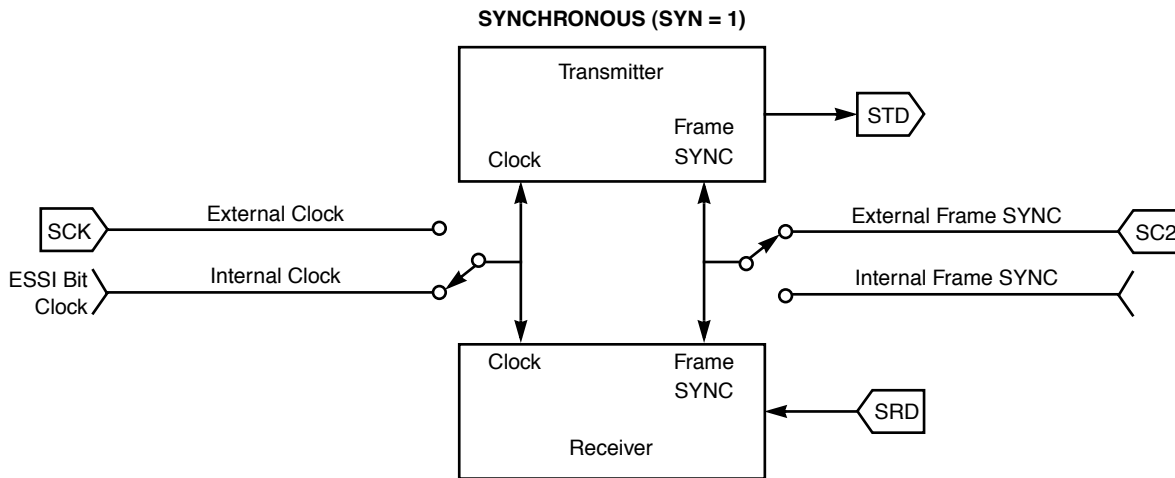 SYNCHRONOUS (SYN = 1)
Transmitter
STD
Frame
SYNC
Clock
External Clock
External Frame SYNC
SCK
SC2
ESSI Bit
Clock
Internal Clock
Internal Frame SYNC
Clock
Frame
SYNC
SRD
Receiver